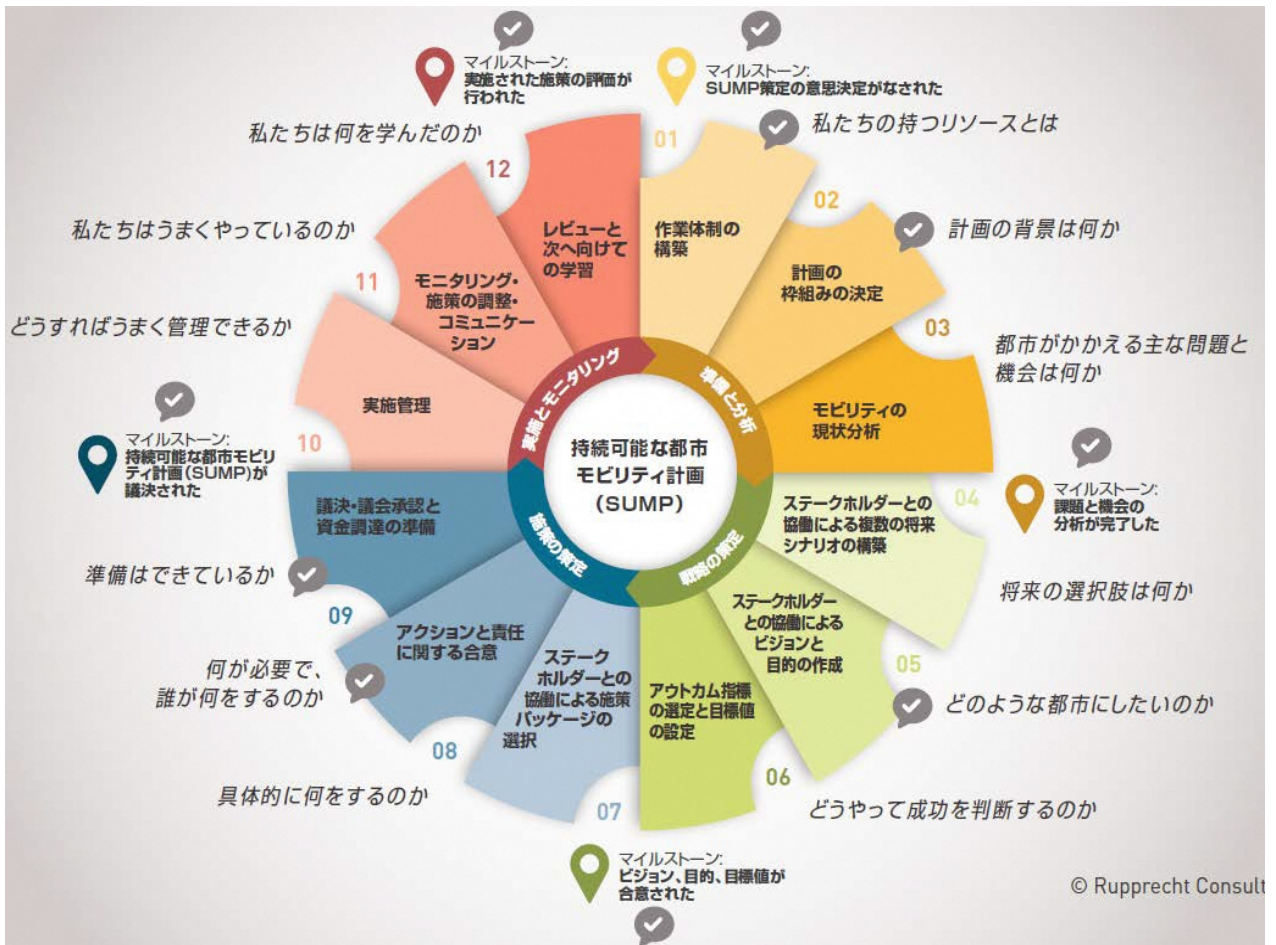 マイルストーン:
実施された施策の評価が
行われた
マイルストーン:
SUMP策定の意思決定がなされた
私たちは何を学んだのか
私たちの持つリソースとは
01
作業体制の
構築
02
計画の背景は何か
計画の
枠組みの決定
03
都市がかかえる主な問題と
機会は何か
モビリティの
現状分析
マイルストーン:
課題と機会の
分析が完了した
04
ステークホルダーとの
協働による複数の将来
シナリオの構築
将来の選択肢は何か
05
ステークホルダー
との協働による
ビジョンと
目的の作成
どのような都市にしたいのか
06
アウトカム指標
の選定と目標値
の設定
どうやって成功を判断するのか
マイルストーン:
ビジョン、目的、目標値が
合意された
07
ステーク
ホルダーとの
協働による施策
パッケージの
選択
具体的に何をするのか
08
アクションと責任
に関する合意
何が必要で、
誰が何をするのか
09
議決・議会承認と
資金調達の準備
準備はできているか
マイルストーン:
持続可能な都市モビリ
ティ計画(SUMP)が
議決された
10
実施管理
どうすればうまく管理できるか
11
モニタリング・
施策の調整・
コミュニケー
ション
私たちはうまくやっているのか
12
レビューと
次へ向けて
の学習
準備と分析
戦略の策定
施策の策定
実施とモニタリング
持続可能な都市
モビリティ計画
(SUMP)
© Rupprecht Consult